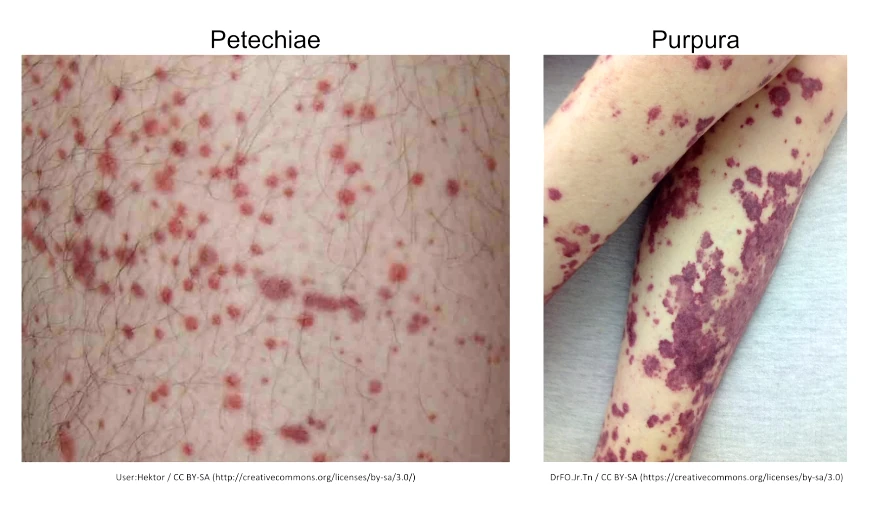 Petechiae
Purpura
User:Hektor / CC BY-SA (http://creativecommons.org/licenses/by-sa/3.0/)
DrFO.Jr.Tn / CC BY-SA (https://creativecommons.org/licenses/by-sa/3.0)